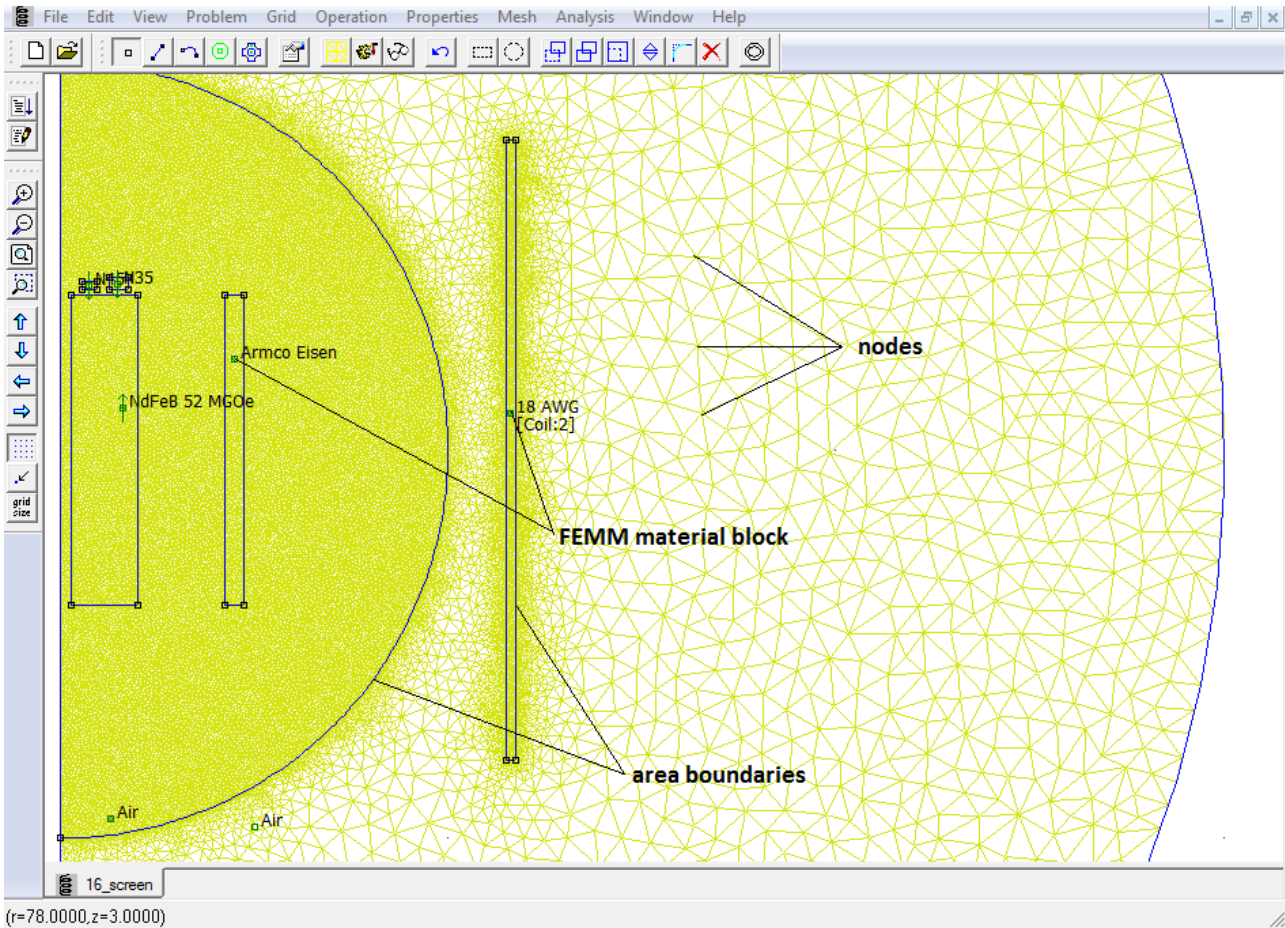 File Edit View Problem Grid Operation Properties Mesh Analysis Window Help
N35
Armco Eisen
NdFeB 52 MGOe
18 AWG
[Coil:2]
nodes
FEMM material block
area boundaries
Air
Air
grid
size
16_screen
(r=78.0000,z=3.0000)